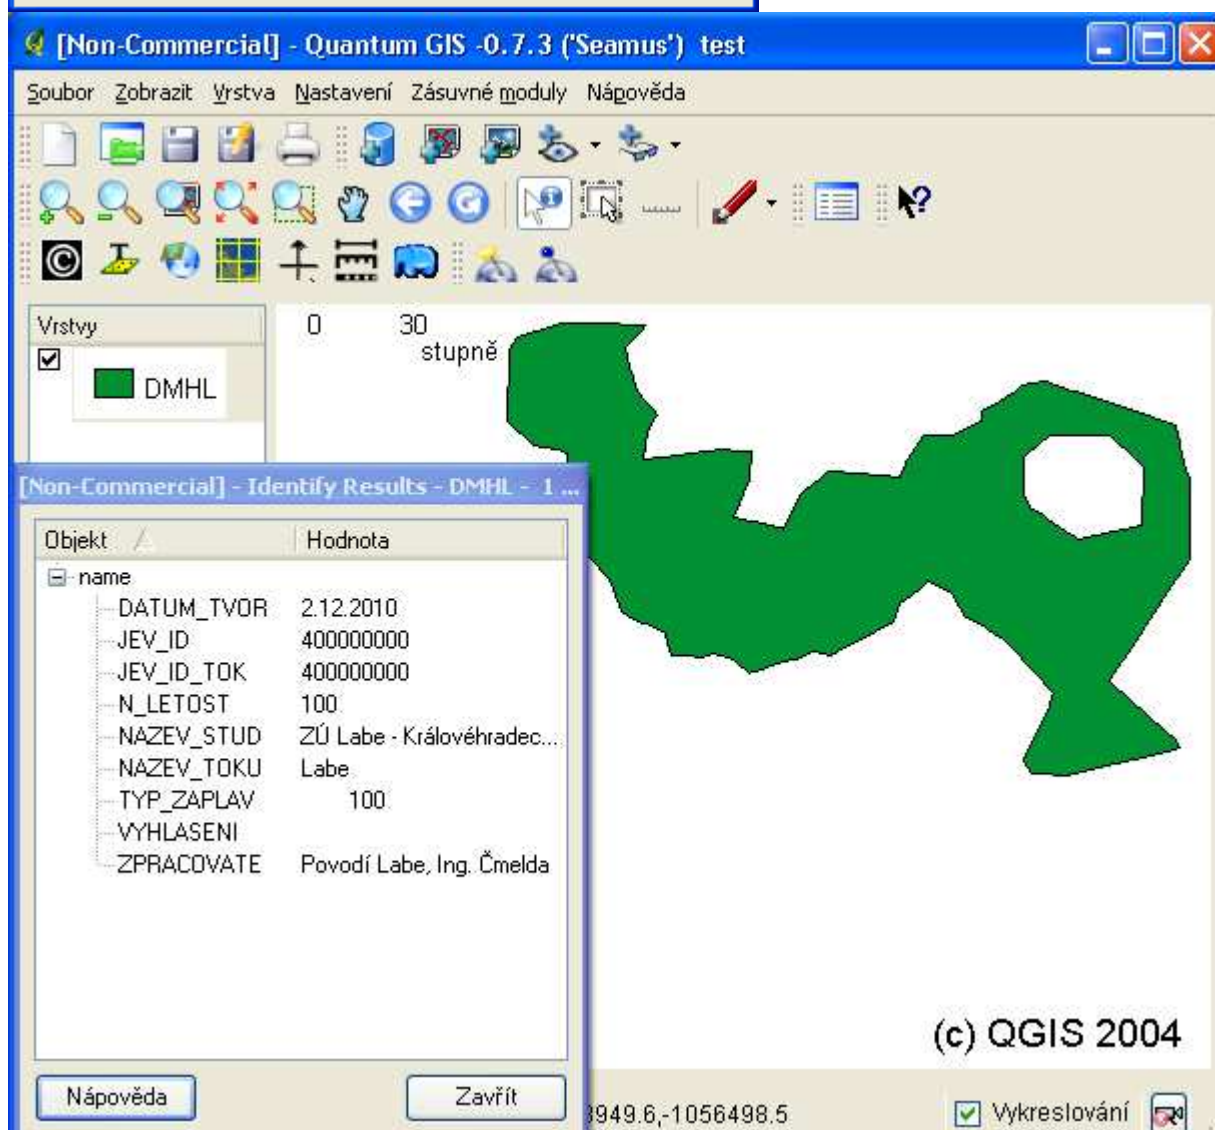 [Non-Commercial] - Quantum GIS -0.7.3 ('Seamus') test
Soubor Zobrazit Vrstva Nastavení Zásuvné moduly Nápověda
Vrstvy
DMHL
0 30
stupně
[Non-Commercial] - Identify Results - DMHL - 1 ...
Objekt Hodnota
name
DATUM_TVOR 2.12.2010
JEV_ID 400000000
JEV_ID_TOK 400000000
N_LETOST 100
NAZEV_STUD ZÚ Labe - Královéhradec...
NAZEV_TOKU Labe
TYP_ZAPLAV 100
VYHLASENI
ZPRACOVATE Povodí Labe, Ing. Čmelda
(c) QGIS 2004
Nápověda Zavřít
3949.6,-1056498.5 Vykreslování